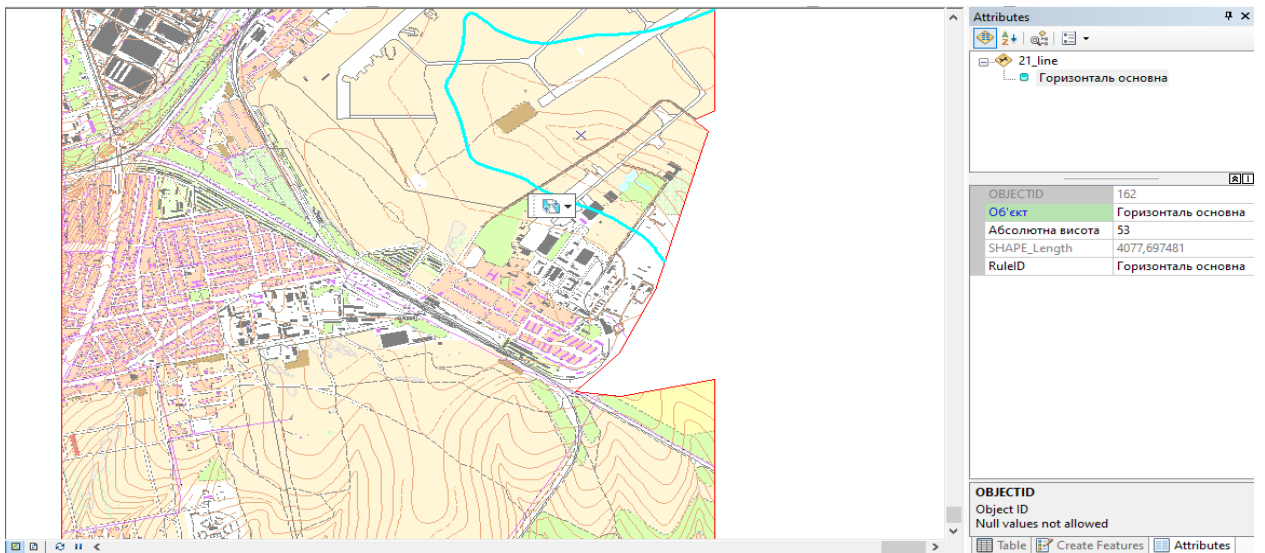 Attributes
21_line
Горизонталь основна
OBJECTID 162
Об'єкт Горизонталь основна
Абсолютна висота 53
SHAPE_Length 4077,697481
RuleID Горизонталь основна
OBJECTID
Object ID
Null values not allowed
Table Create Features Attributes